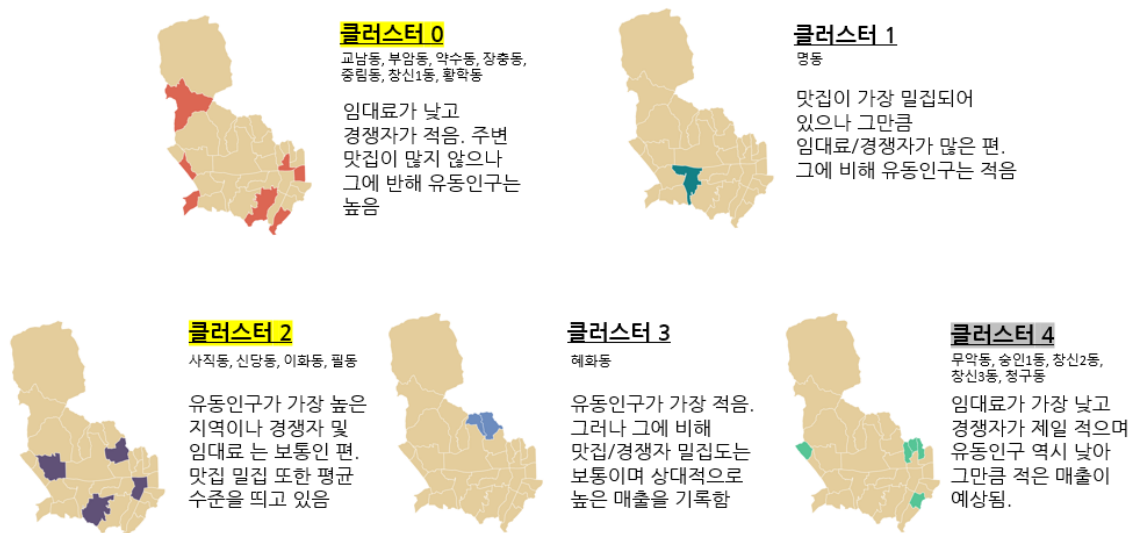 클러스터 0
교남동, 부암동, 약수동, 장충동,
중림동, 창신1동, 황학동
임대료가 낮고
경쟁자가 적음. 주변
맛집이 많지 않으나
그에 반해 유동인구는
높음
클러스터 1
명동
맛집이 가장 밀집되어
있으나 그만큼
임대료/경쟁자가 많은 편.
그에 비해 유동인구는 적음
클러스터 2
사직동, 신당동, 이화동, 필동
유동인구가 가장 높은
지역이나 경쟁자 및
임대료 는 보통인 편.
맛집 밀집 또한 평균
수준을 띄고 있음
클러스터 3
혜화동
유동인구가 가장 적음.
그러나 그에 비해
맛집/경쟁자 밀집도는
보통이며 상대적으로
높은 매출을 기록함
클러스터 4
무악동, 숭인1동, 창신2동,
창신3동, 청구동
임대료가 가장 낮고
경쟁자가 제일 적으며
유동인구 역시 낮아
그만큼 적은 매출이
예상됨.